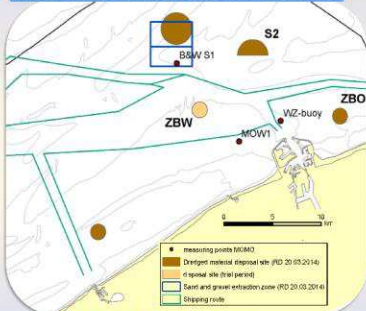 S2
B&W S1
ZBW
WZ-buoy
ZBO
MOW1
0 5 10
km
measuring points MOMO
Dredged material disposal site (RD 20.03.2014)
disposal site (trial period)
Sand and gravel extraction zone (RD 20.03.2014)
Shipping route